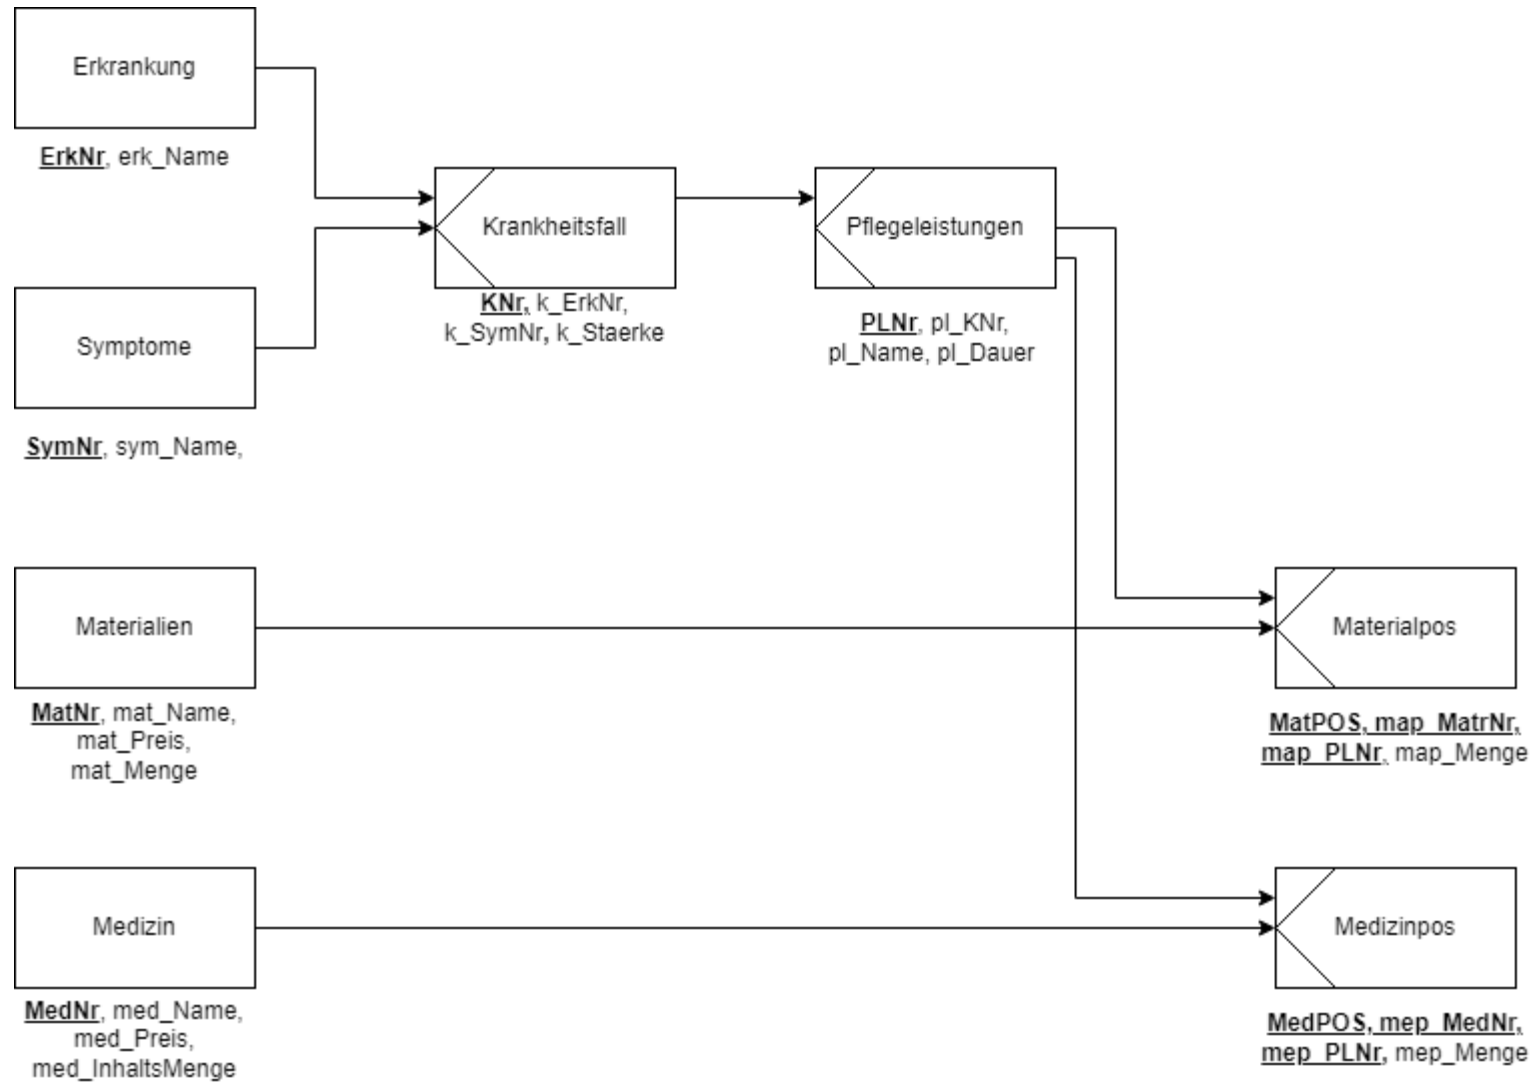 Erkrankung
ErkNr, erk_Name
Krankheitsfall
KNr, k_ErkNr,
k_SymNr, k_Staerke
Pflegeleistungen
PLNr, pl_KNr,
pl_Name, pl_Dauer
Symptome
SymNr, sym_Name,
Materialien
MatNr, mat_Name,
mat_Preis,
mat_Menge
Materialpos
MatPOS, map_MatrNr,
map_PLNr, map_Menge
Medizin
MedNr, med_Name,
med_Preis,
med_InhaltsMenge
Medizinpos
MedPOS, mep_MedNr,
mep_PLNr, mep_Menge